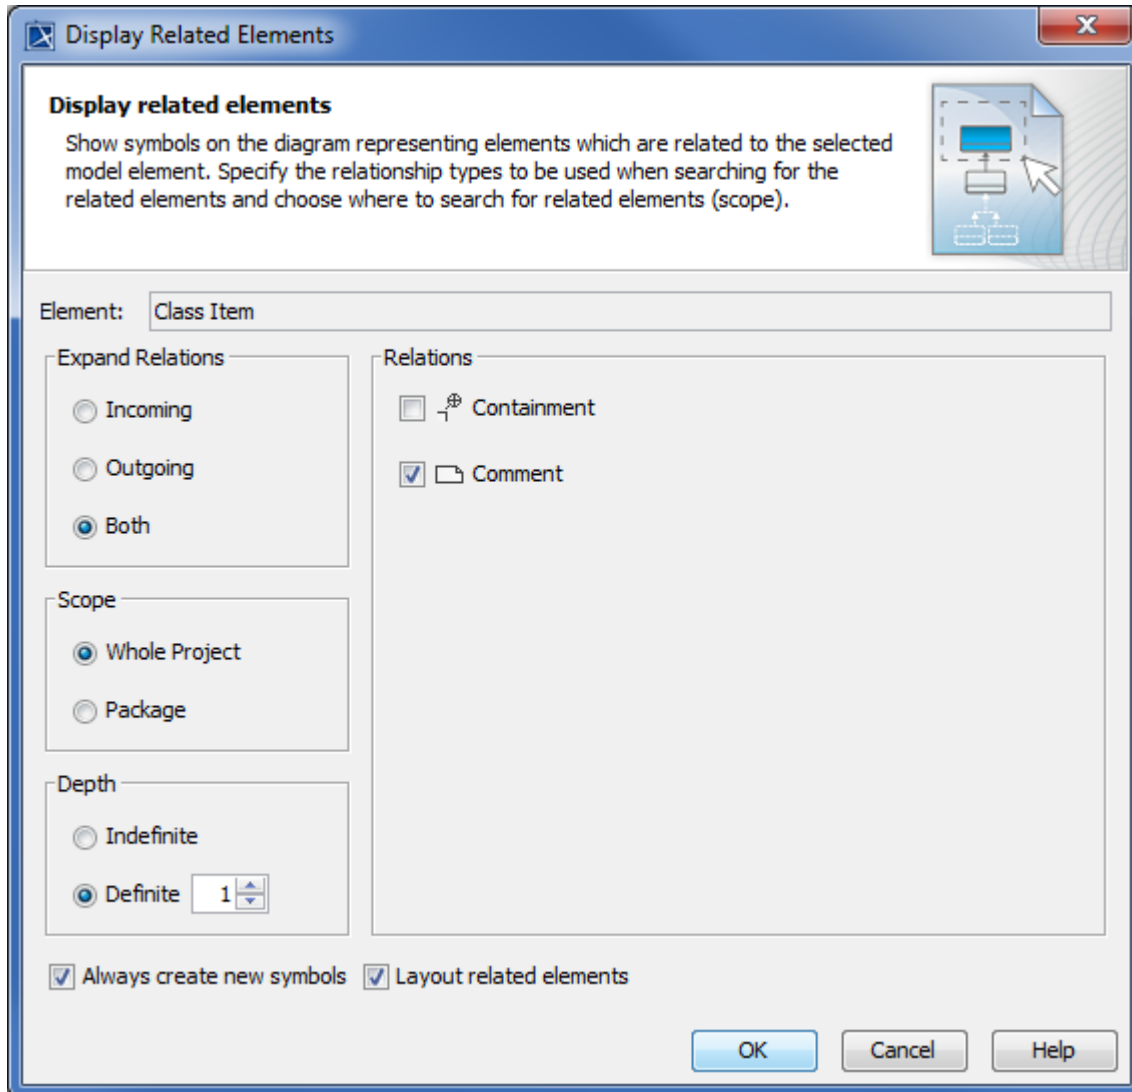 Display Related Elements
Display related elements
Show symbols on the diagram representing elements which are related to the selected
model element. Specify the relationship types to be used when searching for the
related elements and choose where to search for related elements (scope).
Element: Class Item
Expand Relations
Incoming
Outgoing
Both
Scope
Whole Project
Package
Depth
Indefinite
Definite 1
Relations
Containment
Comment
Always create new symbols Layout related elements
OK Cancel Help